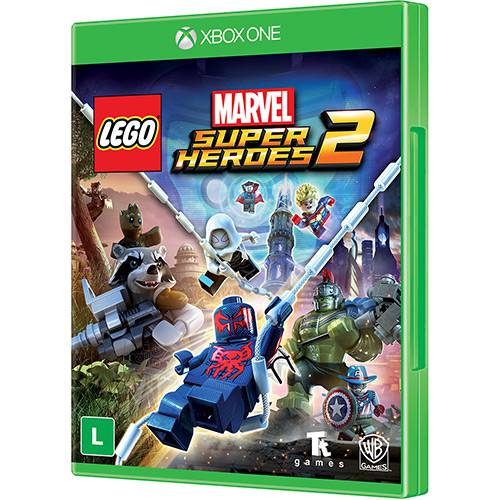 XBOX ONE
LEGO
MARVEL
SUPER
HEROES 2
L
Tt
games
WB
GAMES